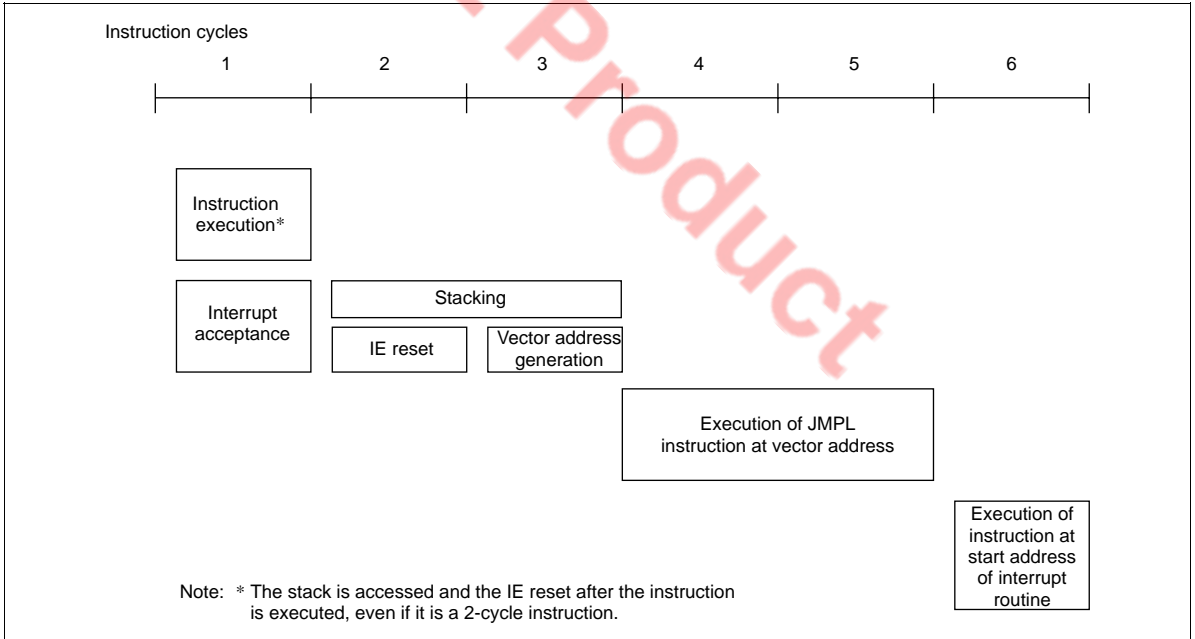 Instruction cycles
1 2 3 4 5 6
Instruction
execution*
Interrupt
acceptance
Stacking
IE reset
Vector address
generation
Execution of JMPL
instruction at vector address
Execution of
instruction at
start address
of interrupt
routine
Note: * The stack is accessed and the IE reset after the instruction
is executed, even if it is a 2-cycle instruction.
Product